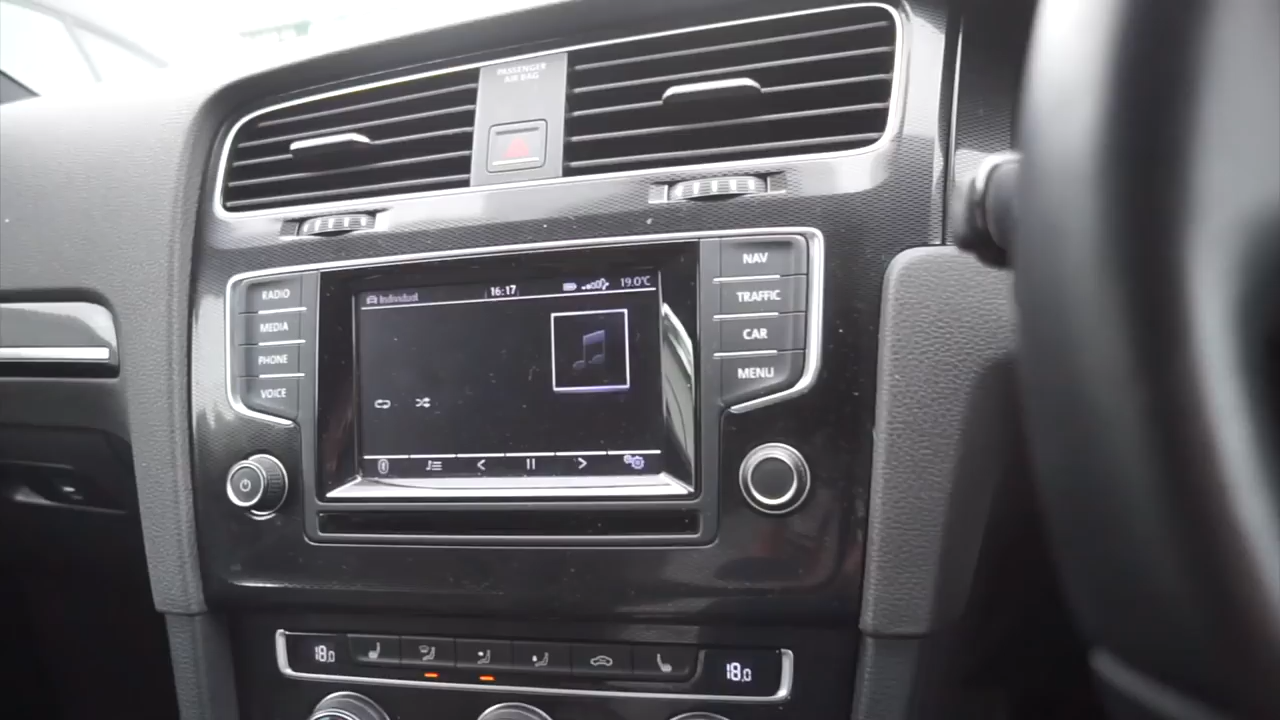 PASSENGER
AIR BAG
RADIO
MEDIA
PHONE
VOICE
Individual 16:17 19.0°C
NAV
TRAFFIC
CAR
MENU
18.0
18.0